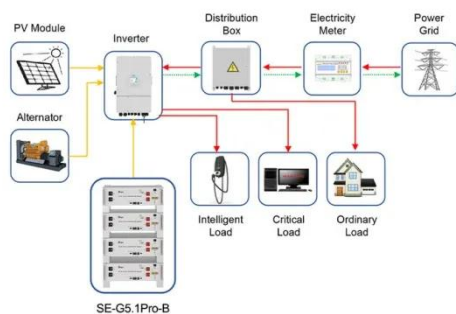 PV Module
Inverter
Distribution
Box
Electricity
Meter
Power
Grid
Alternator
Intelligent
Load
Critical
Load
Ordinary
Load
SE-G5.1Pro-B